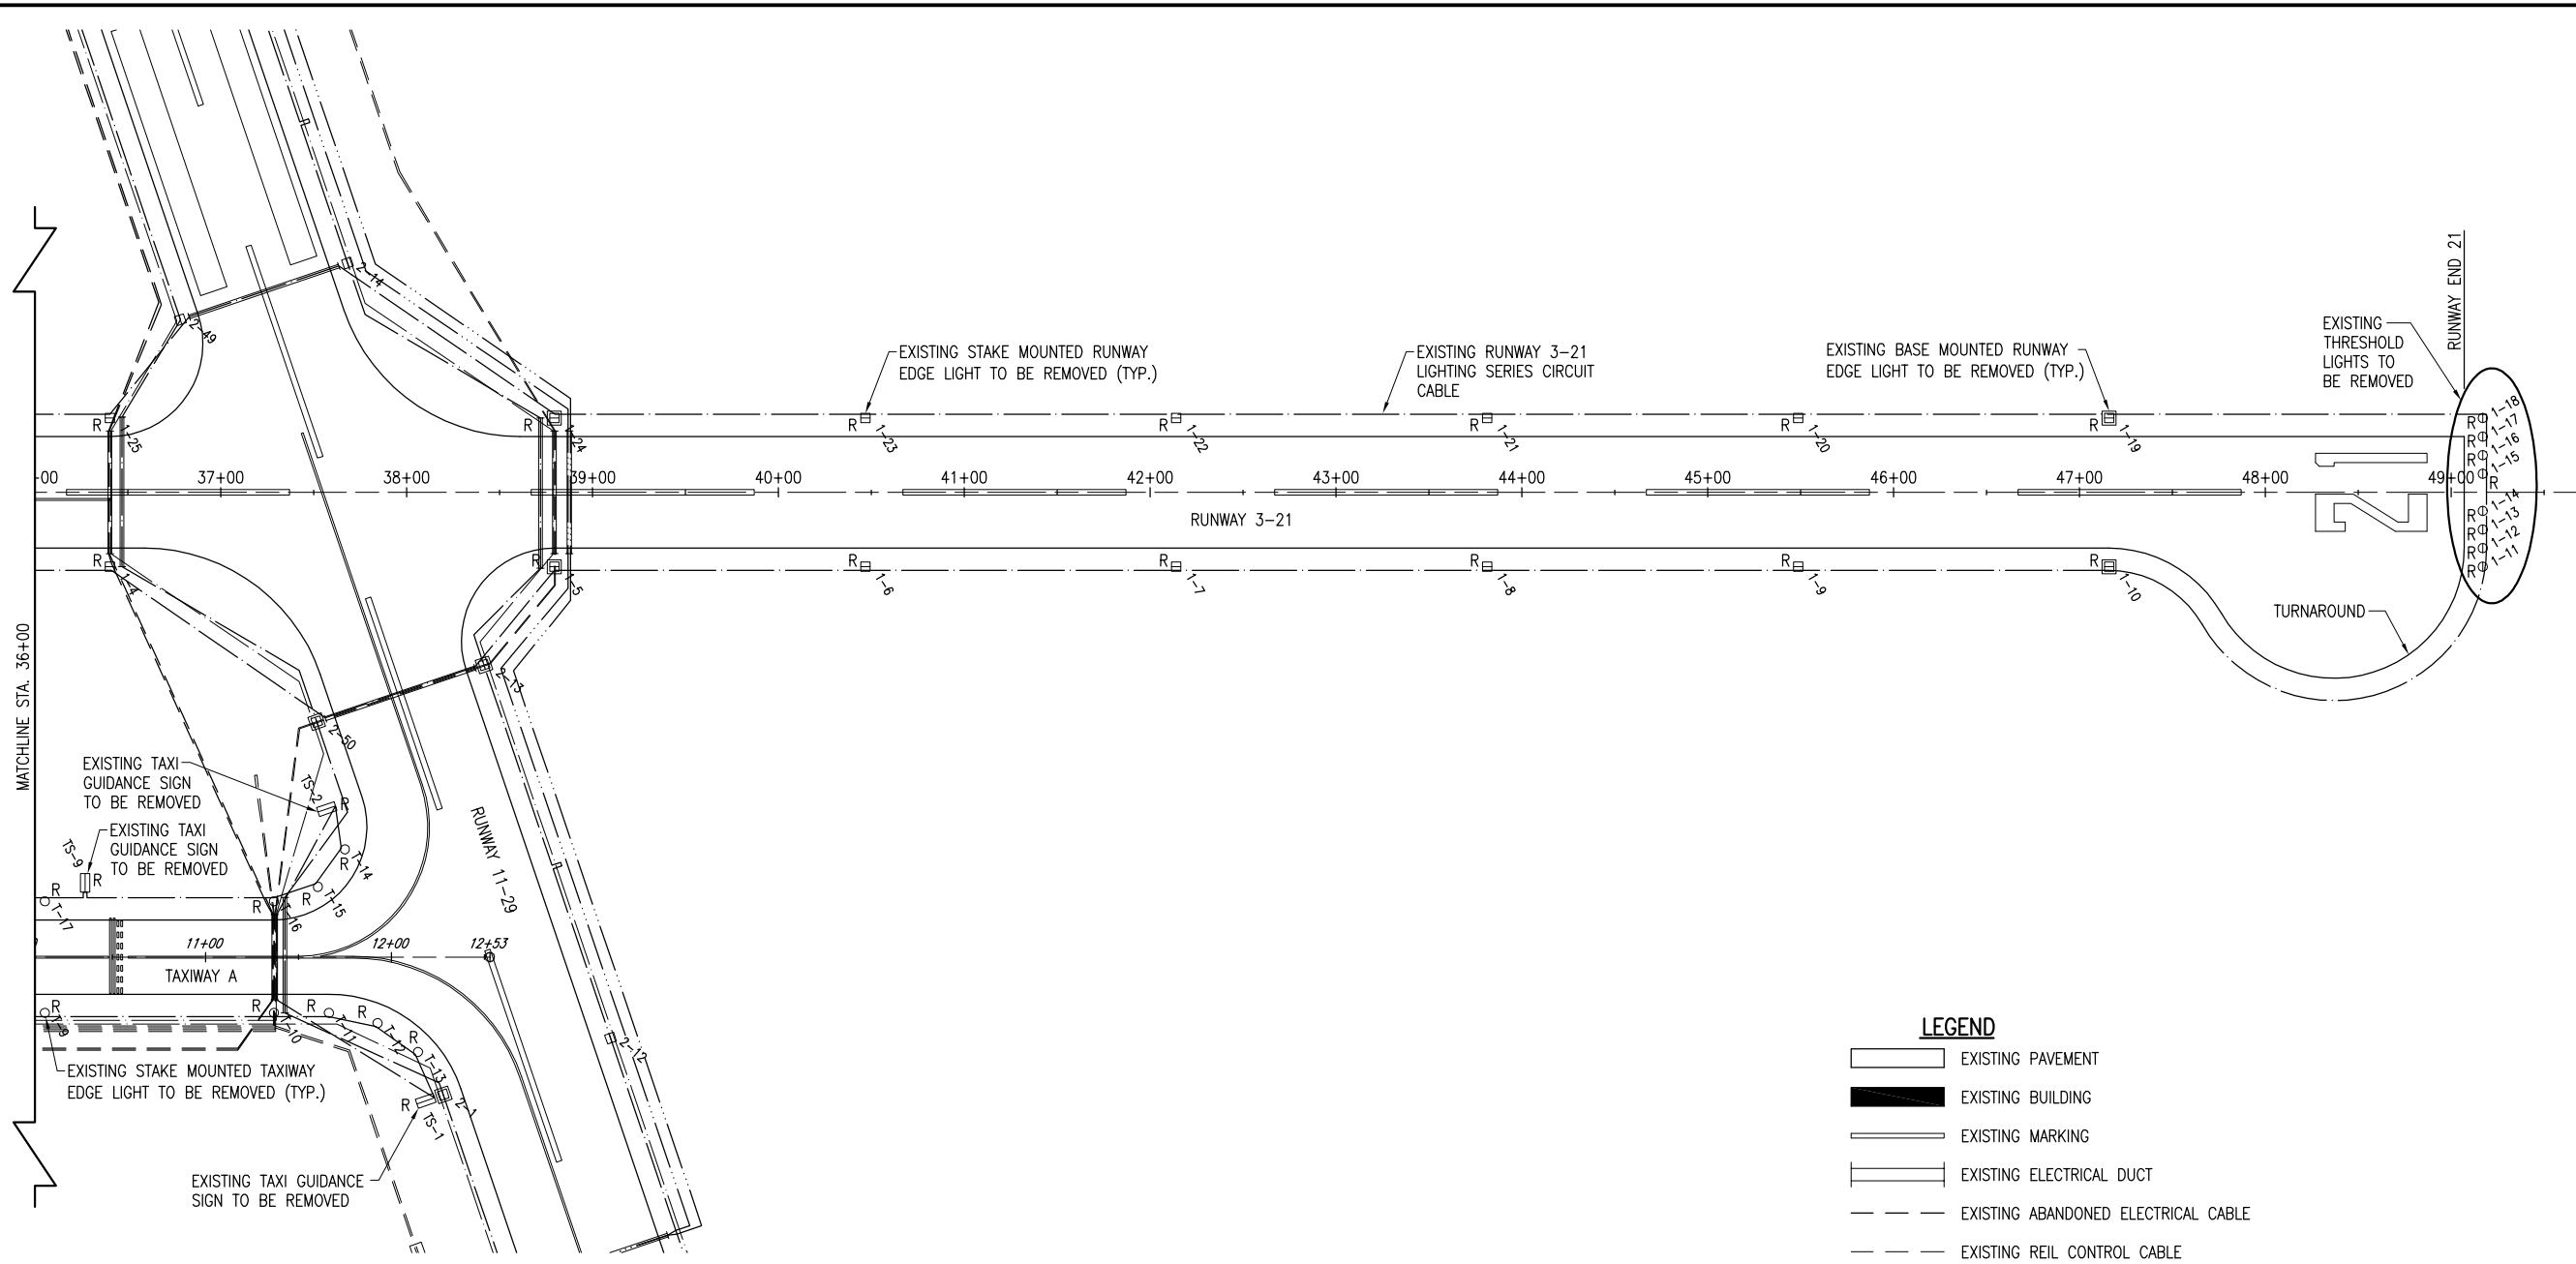 2-14
2-49
EXISTING STAKE MOUNTED RUNWAY
EDGE LIGHT TO BE REMOVED (TYP.)
EXISTING RUNWAY 3-21
LIGHTING SERIES CIRCUIT
CABLE
EXISTING BASE MOUNTED RUNWAY
EDGE LIGHT TO BE REMOVED (TYP.)
EXISTING
THRESHOLD
LIGHTS TO
BE REMOVED
RUNWAY END 21
R
1-25
R
1-24
R
1-23
R
1-22
R
1-21
R
1-20
R
1-19
R
1-18
R
1-17
R
1-16
R
1-15
R
1-14
R
1-13
R
1-12
R
1-11
R
-00
37+00
38+00
39+00
40+00
41+00
42+00
43+00
44+00
45+00
46+00
47+00
48+00
49+00
21
RUNWAY 3-21
R
1-4
R
1-5
R
1-6
R
1-7
R
1-8
R
1-9
R
1-10
TURNAROUND
MATCHLINE STA. 36+00
2-13
2-50
EXISTING TAXI
GUIDANCE SIGN
TO BE REMOVED
TS-2
R
EXISTING TAXI
GUIDANCE SIGN
TO BE REMOVED
TS-9
R
RUNWAY 11-29
R
T-14
R
T-15
R
T-16
R
T-17
11+00
12+00
12+53
TAXIWAY A
R
T-9
R
T-10
R
T-11
R
T-12
R
T-13
2-12
2-1
R
TS-1
EXISTING STAKE MOUNTED TAXIWAY
EDGE LIGHT TO BE REMOVED (TYP.)
EXISTING TAXI GUIDANCE
SIGN TO BE REMOVED
LEGEND
EXISTING PAVEMENT
EXISTING BUILDING
EXISTING MARKING
EXISTING ELECTRICAL DUCT
EXISTING ABANDONED ELECTRICAL CABLE
EXISTING REIL CONTROL CABLE